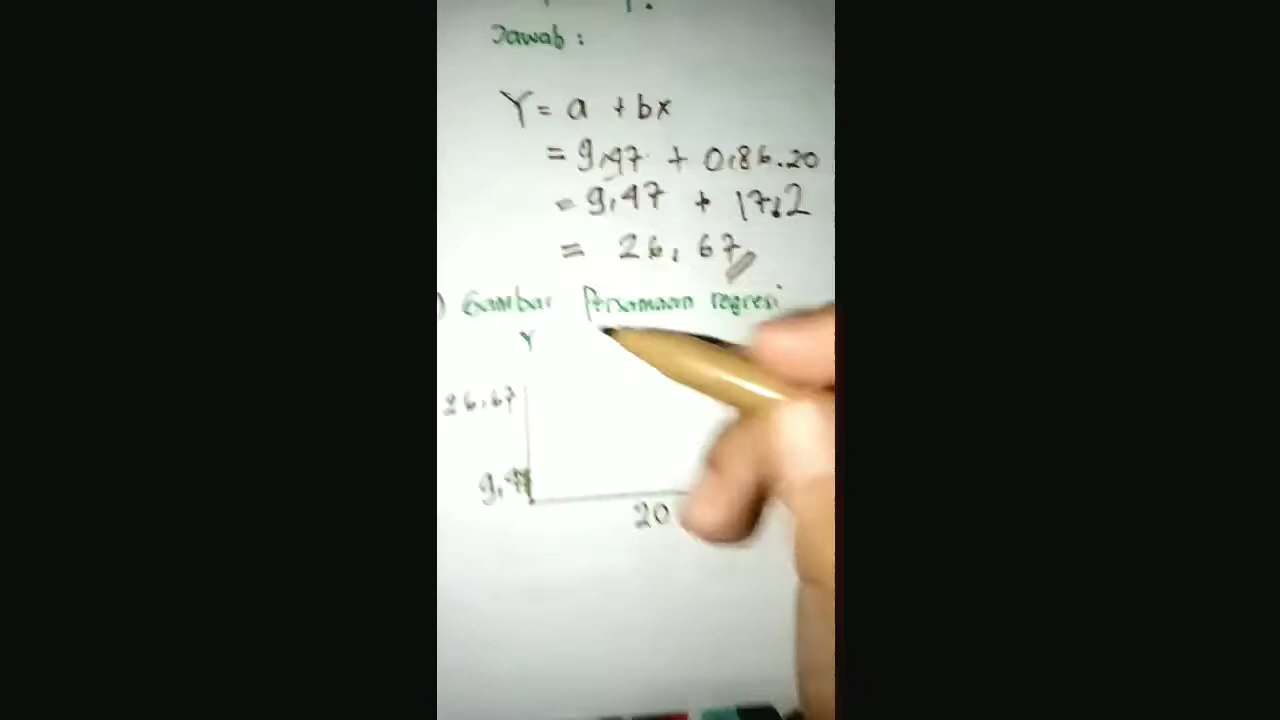 Jawab :
Y = a + bx
= 9,47 + 0,86.20
= 9,47 + 17,2
= 26,67
) Gambar Persamaan regresi
Y
26,67
9,47
20